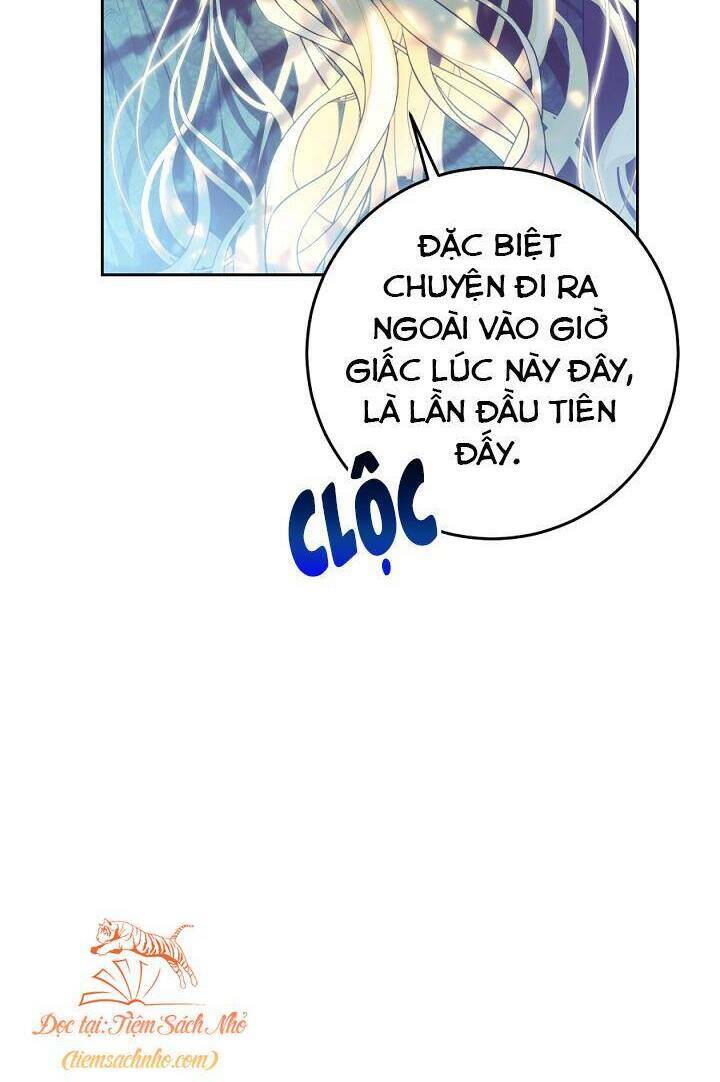 ĐẶC BIỆT
CHUYỆN ĐI RA
NGOÀI VÀO GIỜ
GIẤC LÚC NÀY ĐÂY,
LÀ LẦN ĐẦU TIÊN
ĐẤY.
CLỘC
Đọc tại: Tiệm Sách Nhỏ
(tiemsachnho.com)